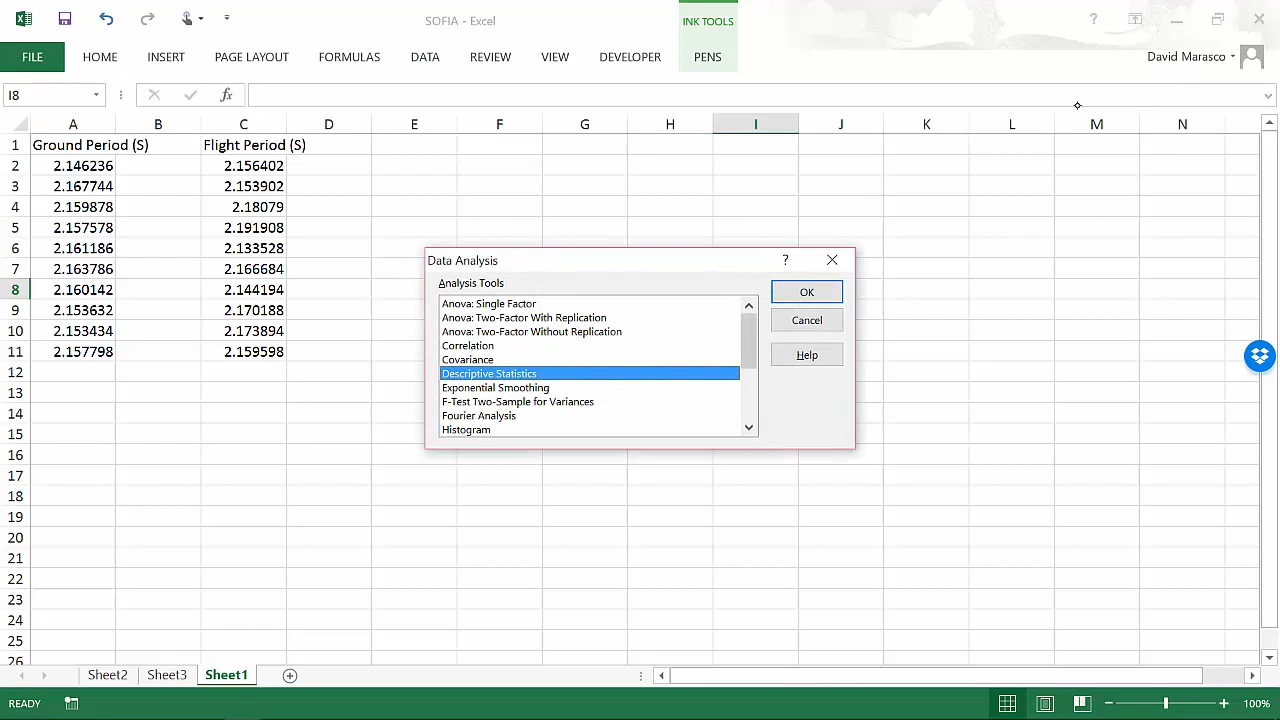 SOFIA - Excel
INK TOOLS
?
FILE HOME INSERT PAGE LAYOUT FORMULAS DATA REVIEW VIEW DEVELOPER PENS
David Marasco
I8
fx
A B C D E F G H I J K L M N
1 Ground Period (S) Flight Period (S)
2 2.146236 2.156402
3 2.167744 2.153902
4 2.159878 2.18079
5 2.157578 2.191908
6 2.161186 2.133528
7 2.163786 2.166684
8 2.160142 2.144194
9 2.153632 2.170188
10 2.153434 2.173894
11 2.157798 2.159598
12
13
14
15
16
17
18
19
20
21
22
23
24
25
26
Data Analysis ?
Analysis Tools
Anova: Single Factor
Anova: Two-Factor With Replication
Anova: Two-Factor Without Replication
Correlation
Covariance
Descriptive Statistics
Exponential Smoothing
F-Test Two-Sample for Variances
Fourier Analysis
Histogram
OK
Cancel
Help
Sheet2 Sheet3 Sheet1
READY
100%